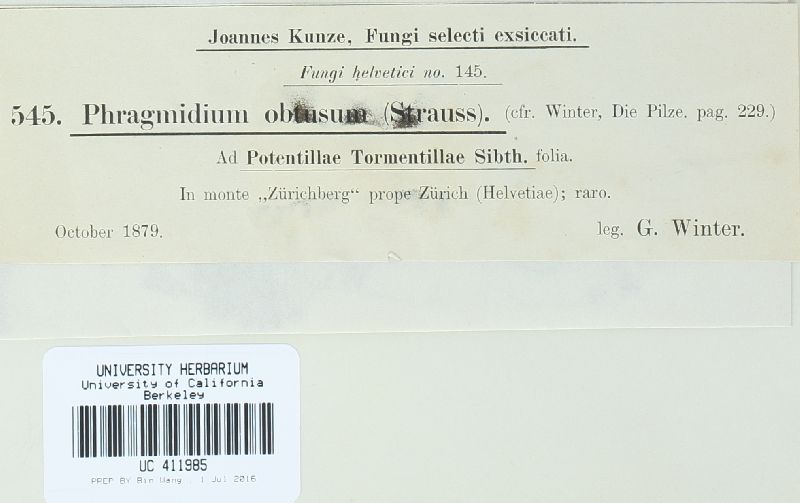 Joannes Kunze, Fungi selecti exsiccati.
Fungi helvetici no. 145.
545. Phragmidium obtusum (Strauss). (cfr. Winter, Die Pilze. pag. 229.)
Ad Potentillae Tormentillae Sibth. folia.
In monte „Zürichberg“ prope Zürich (Helvetiae); raro.
October 1879.
leg. G. Winter.
UNIVERSITY HERBARIUM
University of California
Berkeley
UC 411985
PREP BY Bin Wang . 1 Jul 2016